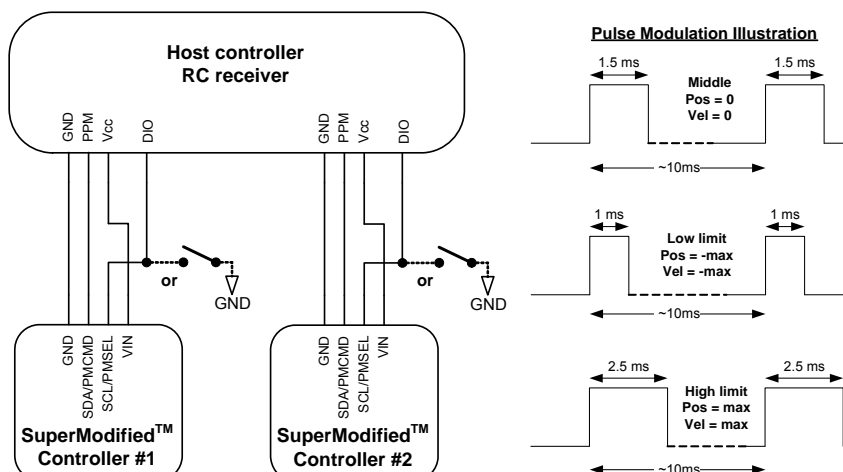 Host controller
RC receiver
GND
PPM
Vcc
DIO
GND
PPM
Vcc
DIO
or
GND
or
GND
GND
SDA/PMCMD
SCL/PMSEL
VIN
GND
SDA/PMCMD
SCL/PMSEL
VIN
SuperModified™
Controller #1
SuperModified™
Controller #2
Pulse Modulation Illustration
1.5 ms
1.5 ms
Middle
Pos = 0
Vel = 0
~10ms
1 ms
1 ms
Low limit
Pos = -max
Vel = -max
~10ms
2.5 ms
2.5 ms
High limit
Pos = max
Vel = max
~10ms